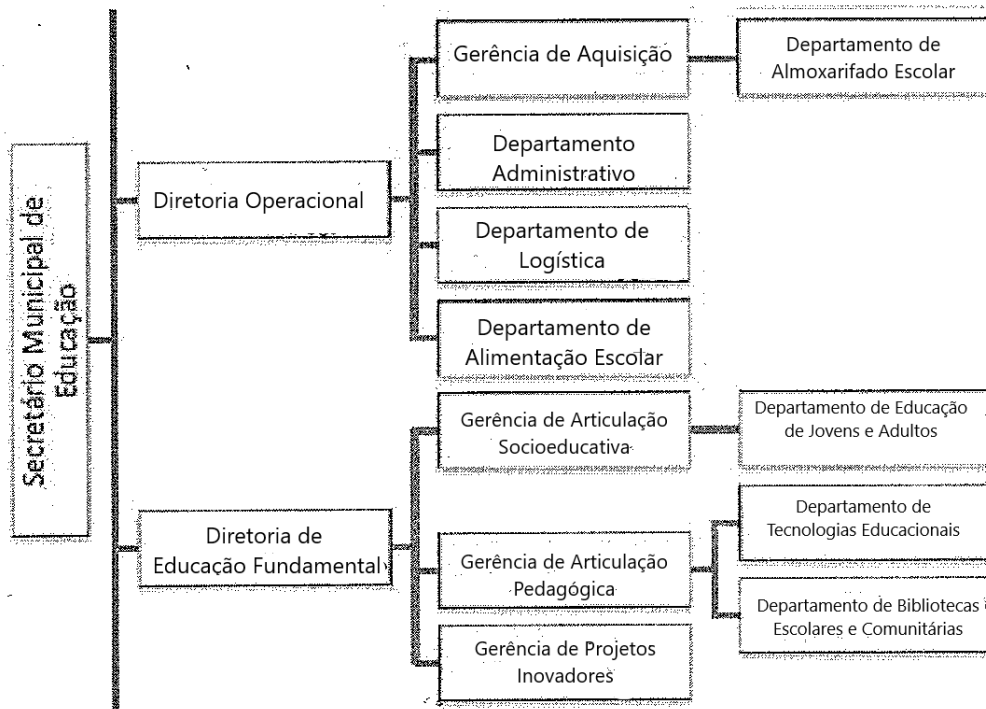 Secretário Municipal de
Educação
Diretoria Operacional
Gerência de Aquisição
Departamento de
Almoxarifado Escolar
Departamento
Administrativo
Departamento de
Logística
Departamento de
Alimentação Escolar
Diretoria de
Educação Fundamental
Gerência de Articulação
Socioeducativa
Departamento de Educação
de Jovens e Adultos
Gerência de Articulação
Pedagógica
Departamento de
Tecnologias Educacionais
Departamento de Bibliotecas
Escolares e Comunitárias
Gerência de Projetos
Inovadores